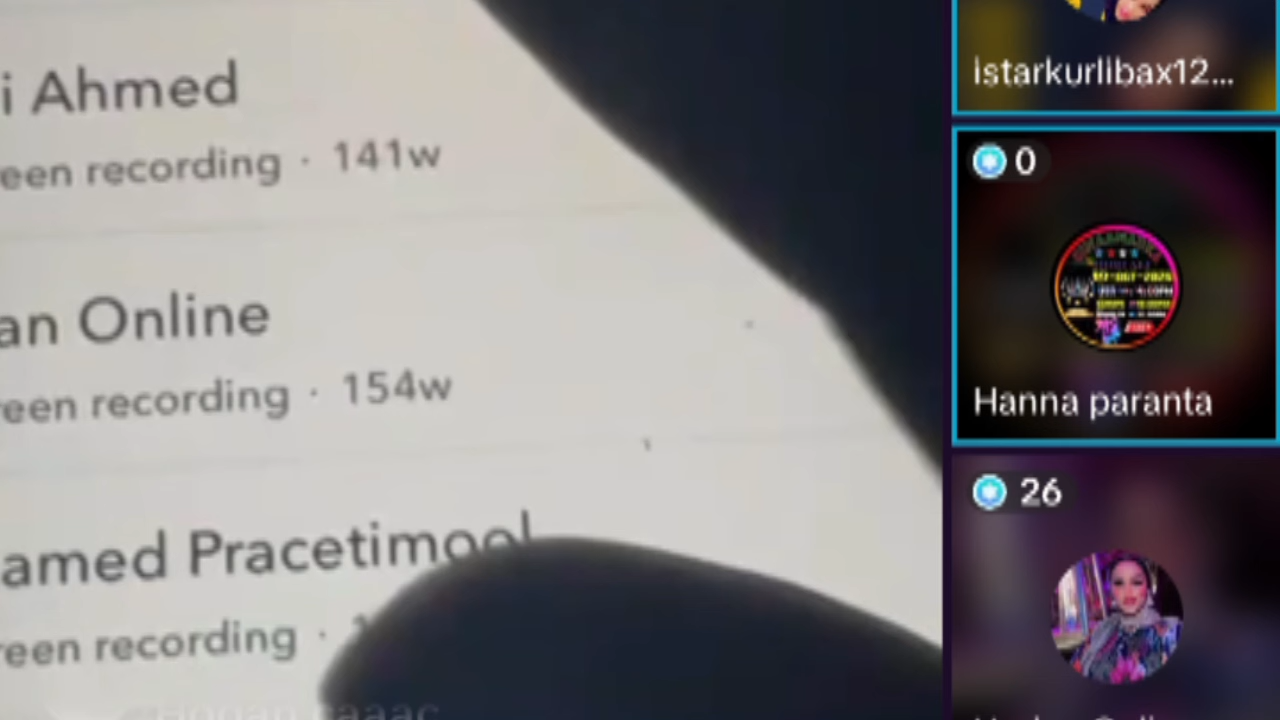 i Ahmed
een recording · 141w
an Online
reen recording · 154w
amed Pracetimool
reen recording ·
istarkurlibax12...
0
Hanna paranta
26